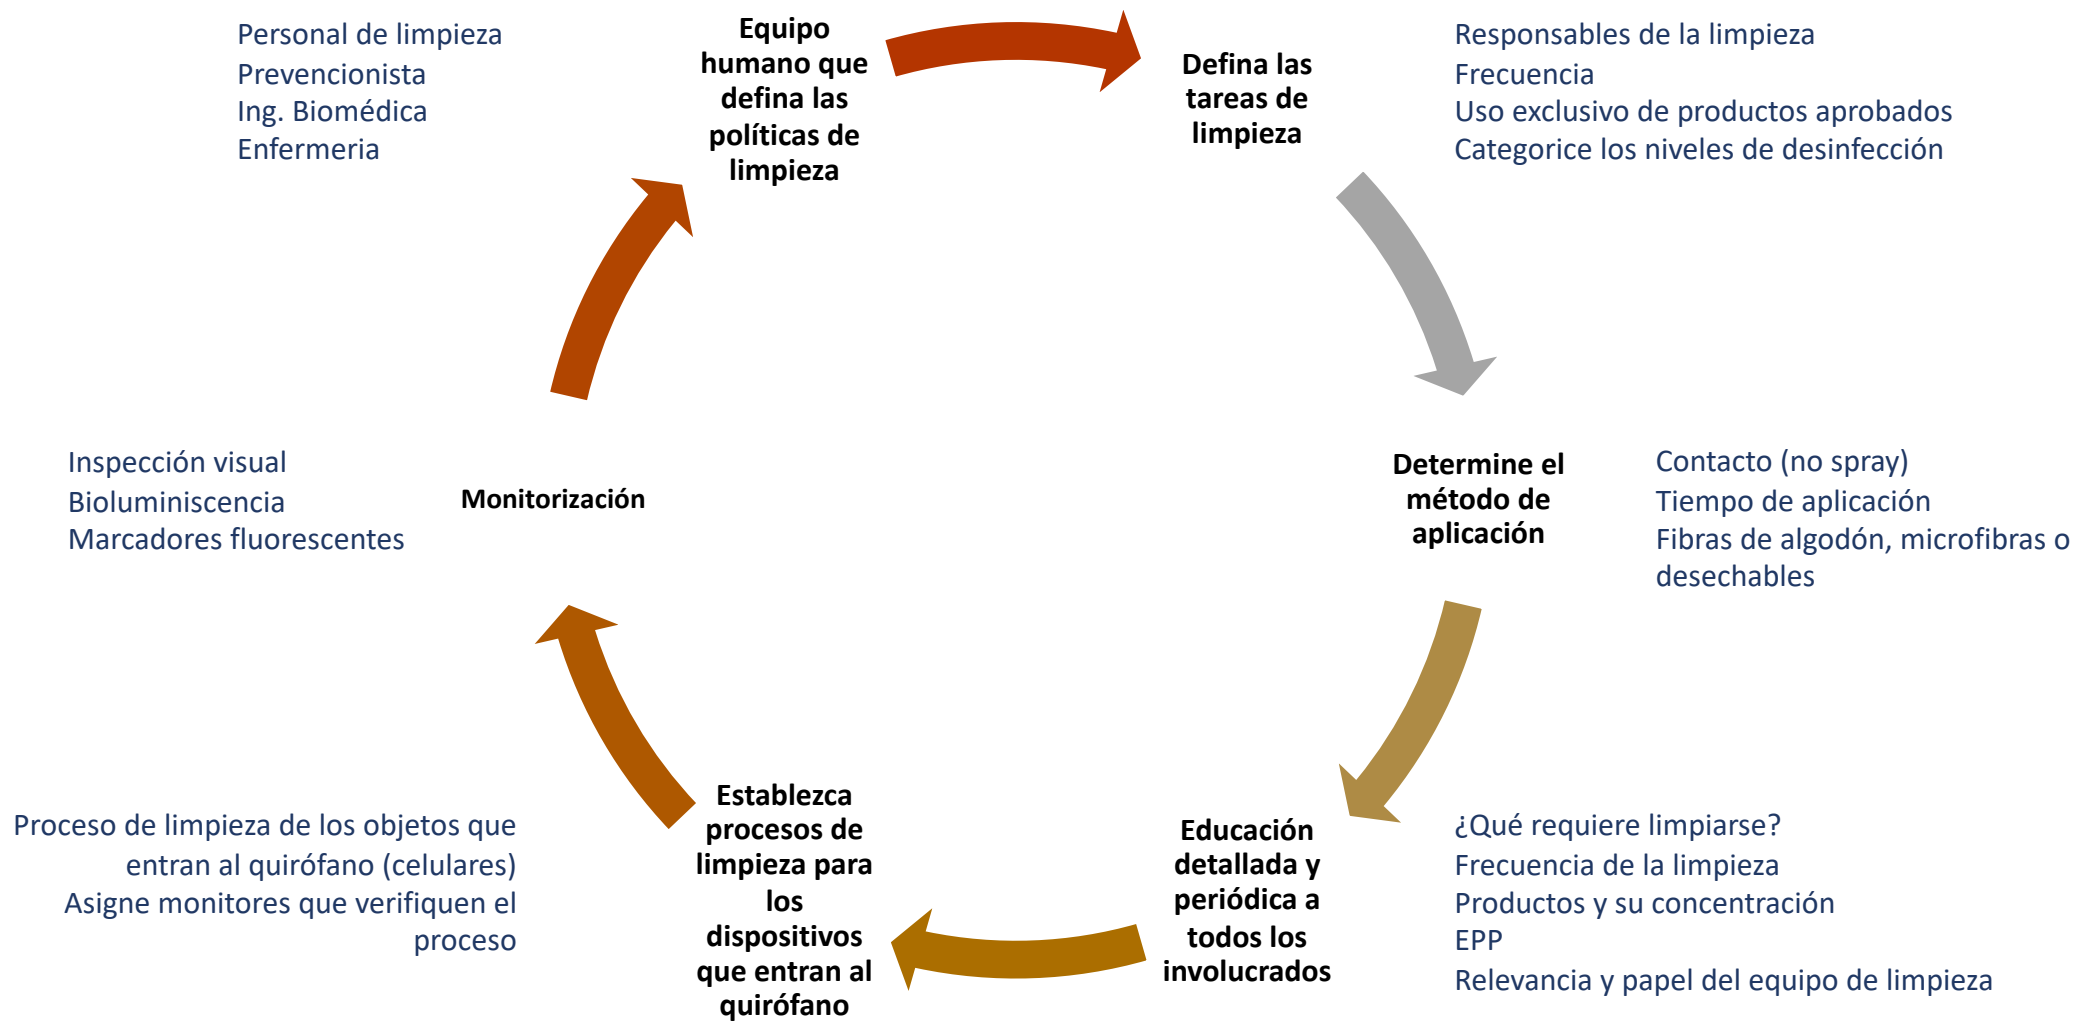 Personal de limpieza
Prevencionista
Ing. Biomédica
Enfermeria
Equipo
humano que
defina las
políticas de
limpieza
Defina las
tareas de
limpieza
Responsables de la limpieza
Frecuencia
Uso exclusivo de productos aprobados
Categorice los niveles de desinfección
Inspección visual
Bioluminiscencia
Marcadores fluorescentes
Monitorización
Determine el
método de
aplicación
Contacto (no spray)
Tiempo de aplicación
Fibras de algodón, microfibras o
desechables
Proceso de limpieza de los objetos que
entran al quirófano (celulares)
Asigne monitores que verifiquen el
proceso
Establezca
procesos de
limpieza para
los
dispositivos
que entran al
quirófano
Educación
detallada y
periódica a
todos los
involucrados
¿Qué requiere limpiarse?
Frecuencia de la limpieza
Productos y su concentración
EPP
Relevancia y papel del equipo de limpieza